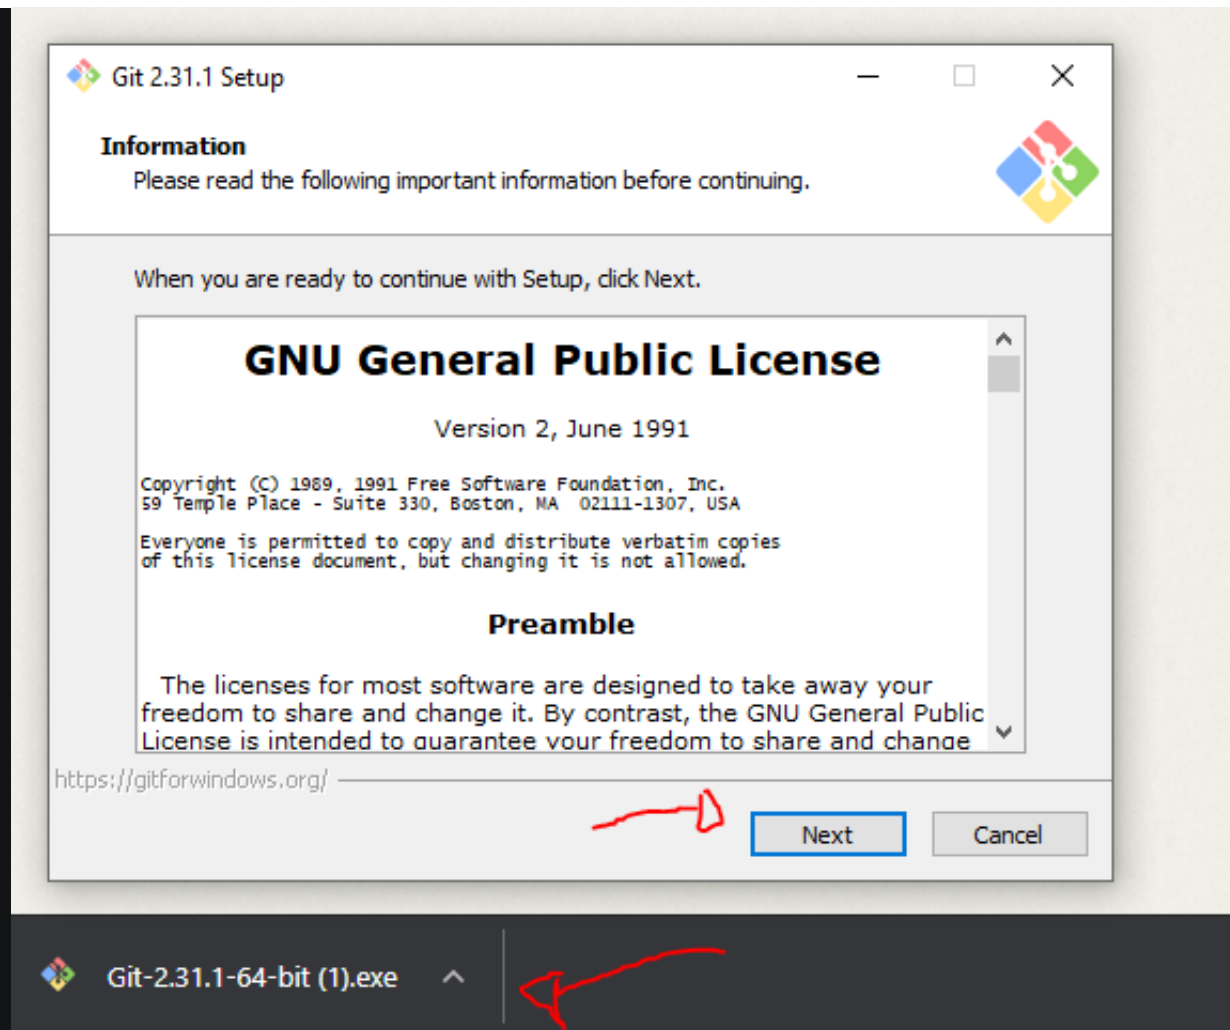 Git 2.31.1 Setup
Information
Please read the following important information before continuing.
When you are ready to continue with Setup, click Next.
GNU General Public License
Version 2, June 1991
Copyright (C) 1989, 1991 Free Software Foundation, Inc.
59 Temple Place - Suite 330, Boston, MA  02111-1307, USA
Everyone is permitted to copy and distribute verbatim copies
of this license document, but changing it is not allowed.
Preamble
The licenses for most software are designed to take away your
freedom to share and change it. By contrast, the GNU General Public
License is intended to guarantee your freedom to share and change
https://gitforwindows.org/
Next
Cancel
Git-2.31.1-64-bit (1).exe